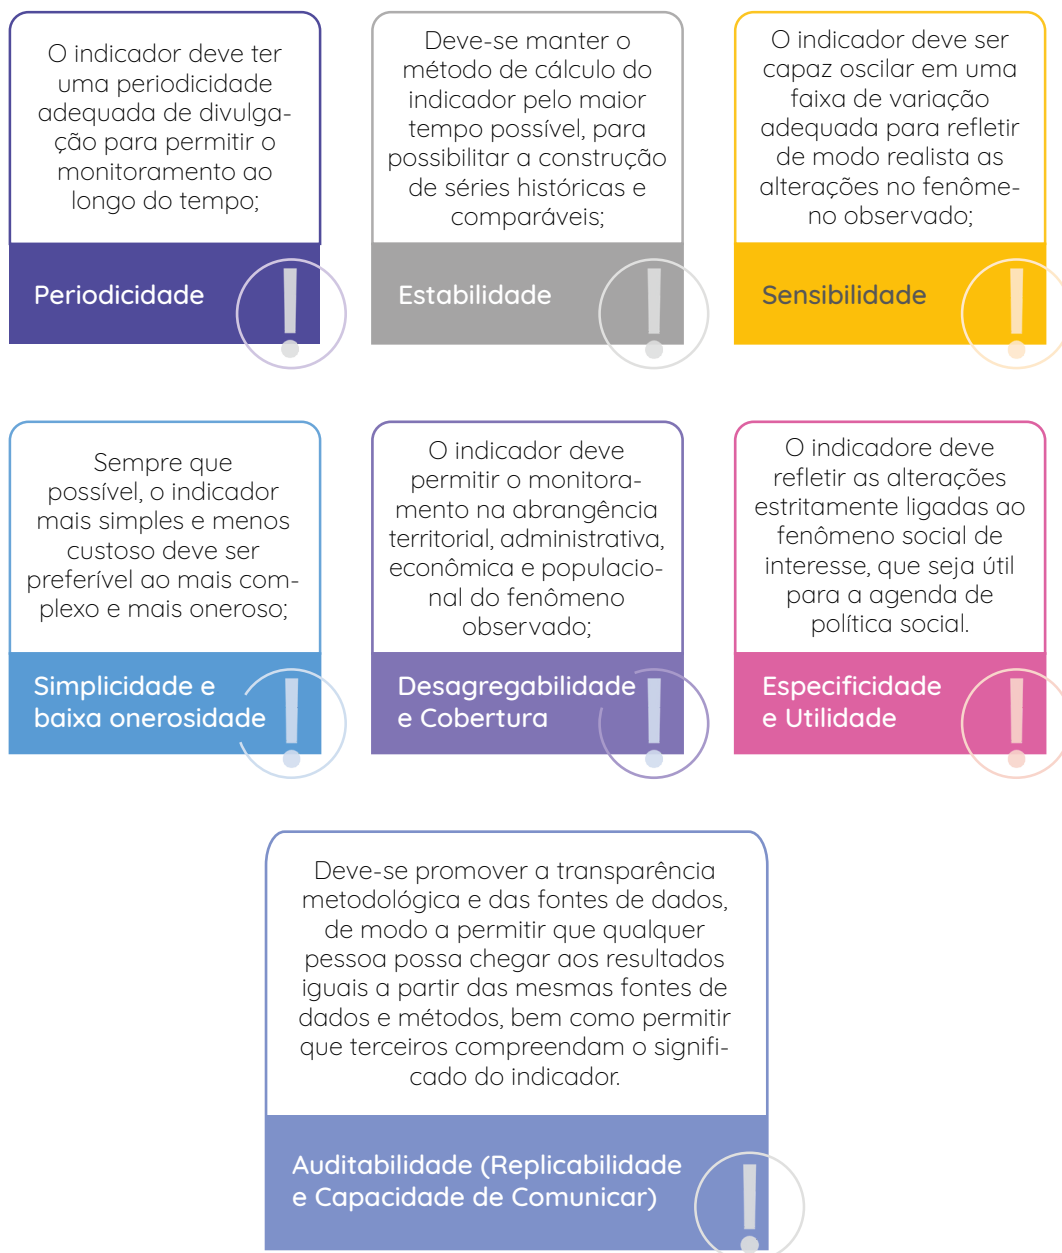 O indicador deve ter
uma periodicidade
adequada de divulga-
ção para permitir o
monitoramento ao
longo do tempo;
Periodicidade
Deve-se manter o
método de cálculo do
indicador pelo maior
tempo possível, para
possibilitar a construção
de séries históricas e
comparáveis;
Estabilidade
O indicador deve ser
capaz oscilar em uma
faixa de variação
adequada para refletir
de modo realista as
alterações no fenôme-
no observado;
Sensibilidade
Sempre que
possível, o indicador
mais simples e menos
custoso deve ser
preferível ao mais com-
plexo e mais oneroso;
Simplicidade e
baixa onerosidade
O indicador deve
permitir o monitora-
mento na abrangência
territorial, administrativa,
econômica e populacio-
nal do fenômeno
observado;
Desagregabilidade
e Cobertura
O indicadore deve
refletir as alterações
estritamente ligadas ao
fenômeno social de
interesse, que seja útil
para a agenda de
política social.
Especificidade
e Utilidade
Deve-se promover a transparência
metodológica e das fontes de dados,
de modo a permitir que qualquer
pessoa possa chegar aos resultados
iguais a partir das mesmas fontes de
dados e métodos, bem como permitir
que terceiros compreendam o signifi-
cado do indicador.
Auditabilidade (Replicabilidade
e Capacidade de Comunicar)